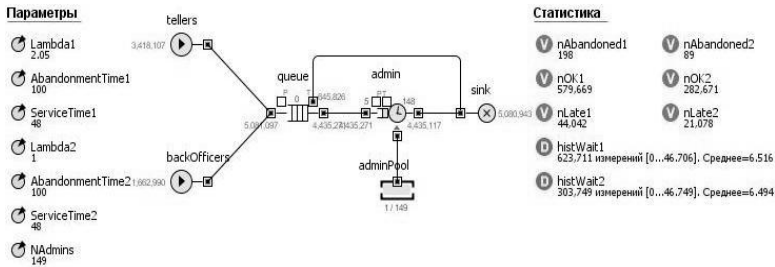 Параметры
Lambda1
2.05
AbandonmentTime1
100
ServiceTime1
48
Lambda2
1
AbandonmentTime2
100
ServiceTime2
48
NAdmins
149
tellers
3,418,107
backOfficers
1,662,990
queue
P
T
0
645,826
5,081,097
4,435,271
admin
5
PT
148
4,435,271
4,435,117
adminPool
1 / 149
sink
5,080,943
Статистика
nAbandoned1
198
nAbandoned2
89
nOK1
579,669
nOK2
282,671
nLate1
44,042
nLate2
21,078
histWait1
623,711 измерений [0...46.706]. Среднее=6.516
histWait2
303,749 измерений [0...46.749]. Среднее=6.494
V
V
V
V
V
V
D
D